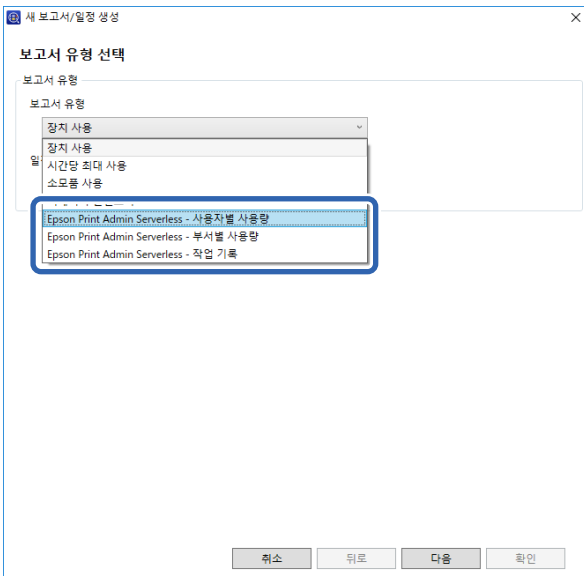 새 보고서/일정 생성
보고서 유형 선택
보고서 유형
보고서 유형
장치 사용
장치 사용
일
시간당 최대 사용
소모품 사용
Epson Print Admin Serverless - 사용자별 사용량
Epson Print Admin Serverless - 부서별 사용량
Epson Print Admin Serverless - 작업 기록
취소
뒤로
다음
확인